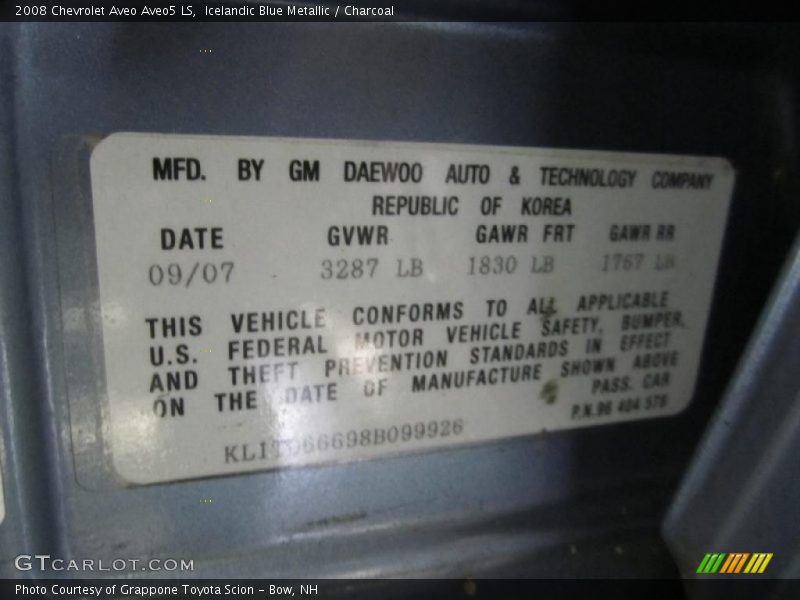 2008 Chevrolet Aveo Aveo5 LS, Icelandic Blue Metallic / Charcoal
MFD. BY GM DAEWOO AUTO & TECHNOLOGY COMPANY
REPUBLIC OF KOREA
DATE GVWR GAWR FRT GAWR RR
09/07 3287 LB 1830 LB 1767 LB
THIS VEHICLE CONFORMS TO ALL APPLICABLE
U.S. FEDERAL MOTOR VEHICLE SAFETY, BUMPER,
AND THEFT PREVENTION STANDARDS IN EFFECT
ON THE DATE OF MANUFACTURE SHOWN ABOVE
PASS. CAR
P.N.96 404 576
GTCARLOT.COM
Photo Courtesy of Grappone Toyota Scion – Bow, NH